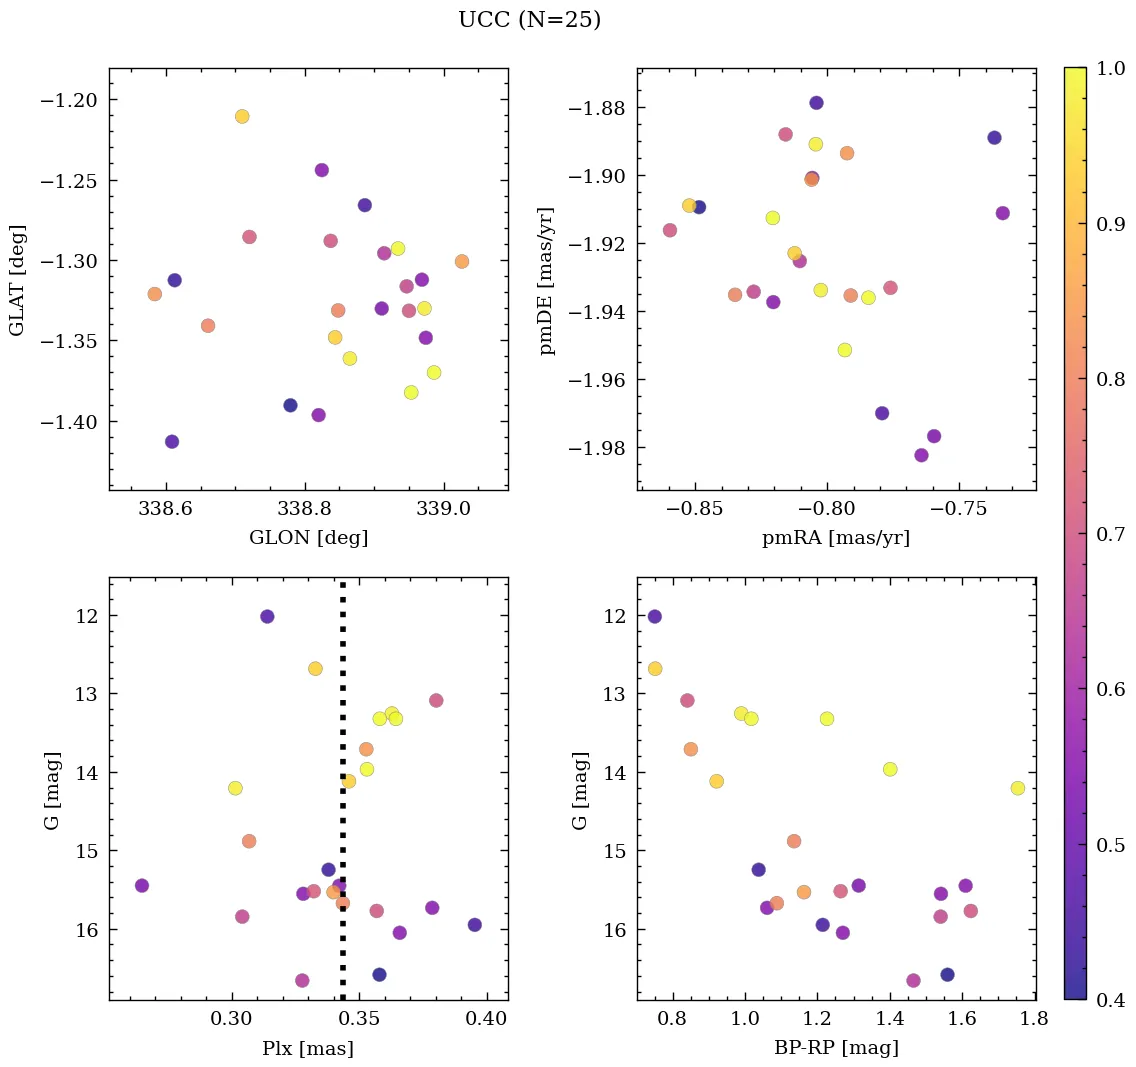 UCC (N=25)
−1.20
−1.25
−1.30
−1.35
−1.40
GLAT [deg]
338.6 338.8 339.0
GLON [deg]
−1.88
−1.90
−1.92
−1.94
−1.96
−1.98
pmDE [mas/yr]
−0.85 −0.80 −0.75
pmRA [mas/yr]
12
13
14
15
16
G [mag]
0.30 0.35 0.40
Plx [mas]
12
13
14
15
16
G [mag]
0.8 1.0 1.2 1.4 1.6 1.8
BP-RP [mag]
1.0
0.9
0.8
0.7
0.6
0.5
0.4